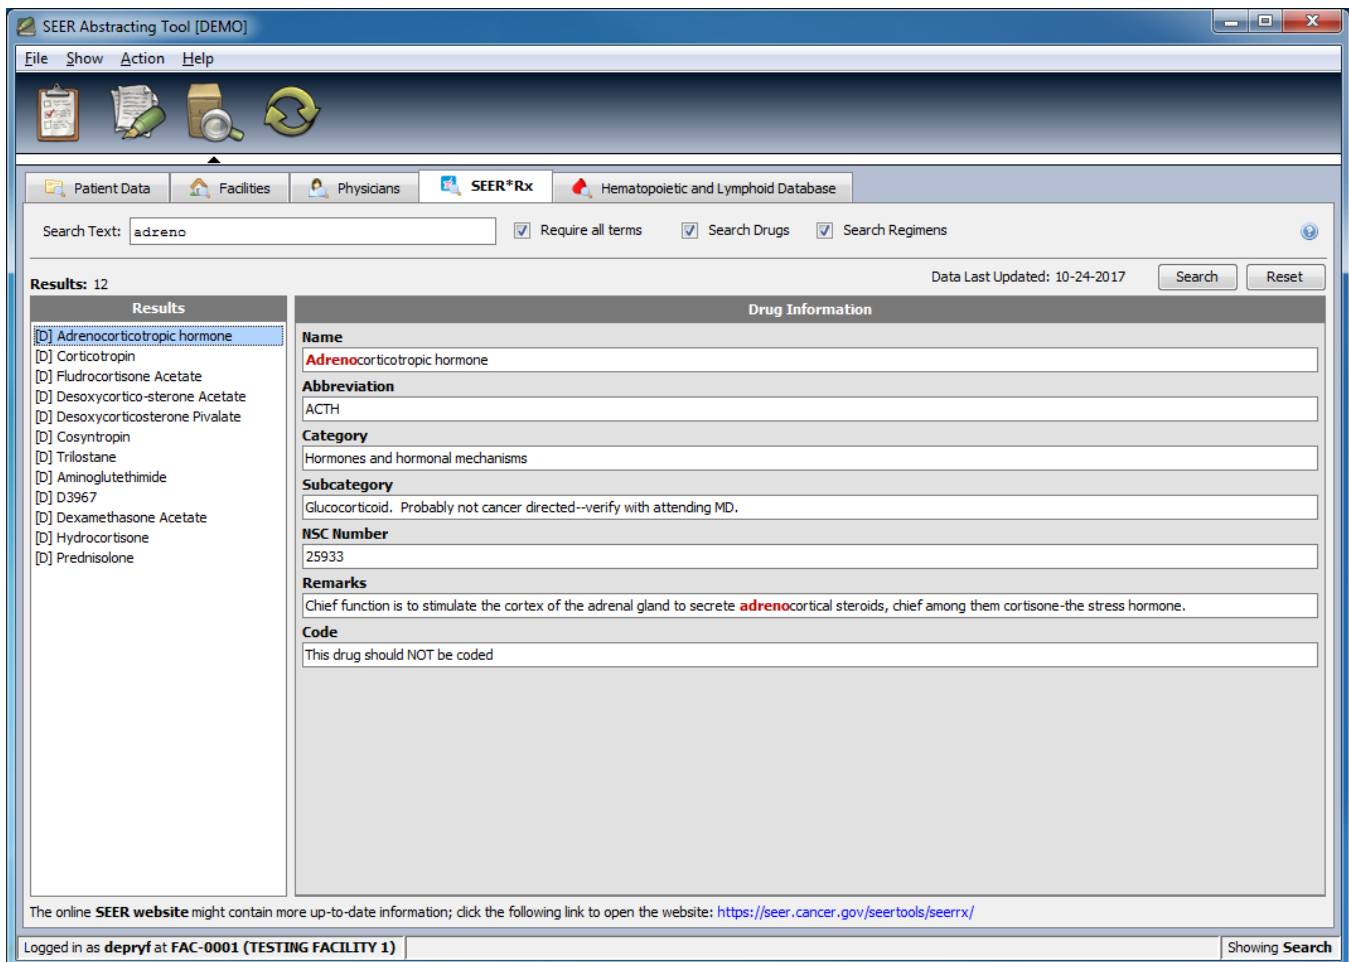 SEER Abstracting Tool [DEMO]
File Show Action Help
Patient Data Facilities Physicians SEER*Rx Hematopoietic and Lymphoid Database
Search Text: adreno Require all terms Search Drugs Search Regimens
Results: 12 Data Last Updated: 10-24-2017 Search Reset
Results
[D] Adrenocorticotropic hormone
[D] Corticotropin
[D] Fludrocortisone Acetate
[D] Desoxycortico-sterone Acetate
[D] Desoxycorticosterone Pivalate
[D] Cosyntropin
[D] Trilostane
[D] Aminoglutethimide
[D] D3967
[D] Dexamethasone Acetate
[D] Hydrocortisone
[D] Prednisolone
Drug Information
Name
Adrenocorticotropic hormone
Abbreviation
ACTH
Category
Hormones and hormonal mechanisms
Subcategory
Glucocorticoid.  Probably not cancer directed--verify with attending MD.
NSC Number
25933
Remarks
Chief function is to stimulate the cortex of the adrenal gland to secrete adrenocortical steroids, chief among them cortisone-the stress hormone.
Code
This drug should NOT be coded
The online SEER website might contain more up-to-date information; click the following link to open the website: https://seer.cancer.gov/seertools/seerrx/
Logged in as depryf at FAC-0001 (TESTING FACILITY 1) Showing Search